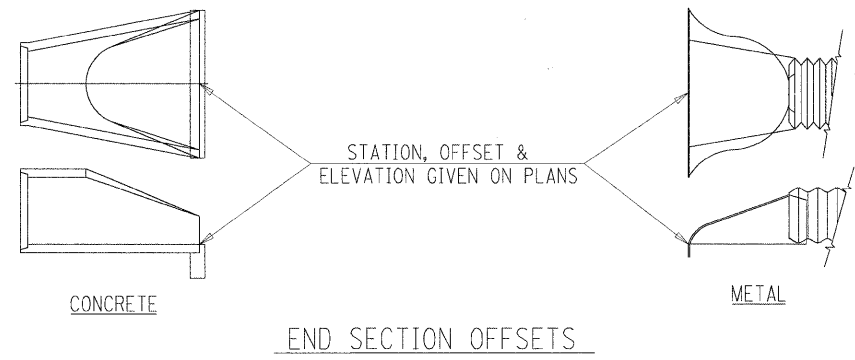 STATION, OFFSET &
ELEVATION GIVEN ON PLANS
CONCRETE
METAL
END SECTION OFFSETS